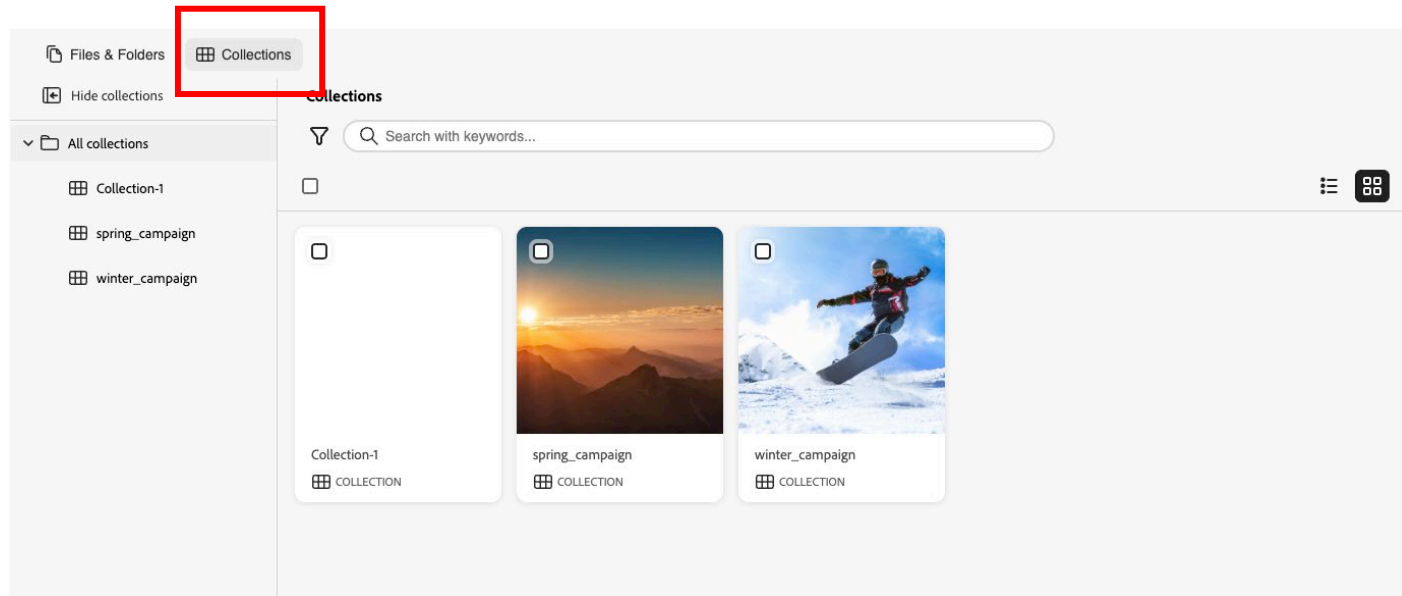 Files & Folders
Collections
Hide collections
Collections
All collections
Search with keywords...
Collection-1
spring_campaign
winter_campaign
Collection-1
spring_campaign
winter_campaign
COLLECTION
COLLECTION
COLLECTION